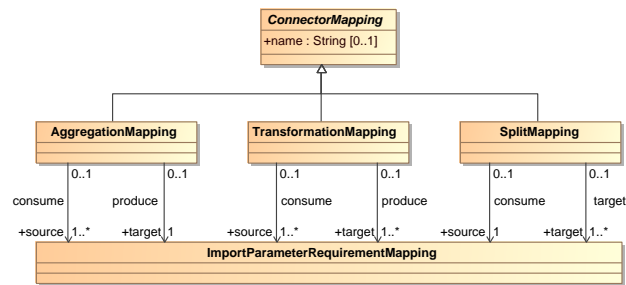 ConnectorMapping
+name : String [0..1]
AggregationMapping TransformationMapping SplitMapping
0..1 0..1 0..1 0..1 0..1 0..1
consume produce consume produce consume target
+source 1..* +target 1 +source 1..* +target 1..* +source 1 +target 1..*
ImportParameterRequirementMapping